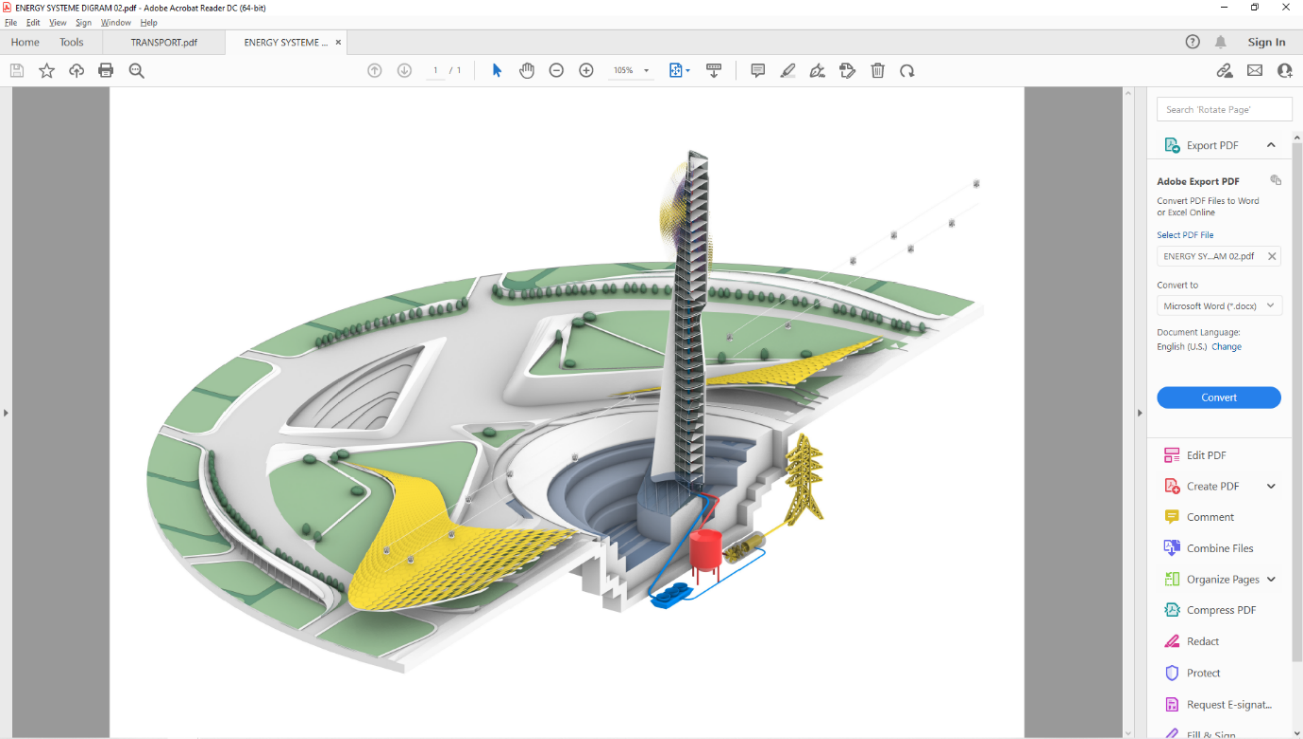 ENERGY SYSTEME DIGRAM 02.pdf - Adobe Acrobat Reader DC (64-bit)
File Edit View Sign Window Help
Home Tools TRANSPORT.pdf ENERGY SYSTEME ... × Sign In
1 / 1 105%
Search 'Rotate Page'
Export PDF
Adobe Export PDF
Convert PDF Files to Word
or Excel Online
Select PDF File
ENERGY SY...AM 02.pdf
Convert to
Microsoft Word (*.docx)
Document Language:
English (U.S.) Change
Convert
Edit PDF
Create PDF
Comment
Combine Files
Organize Pages
Compress PDF
Redact
Protect
Request E-signat...
Fill & Sign